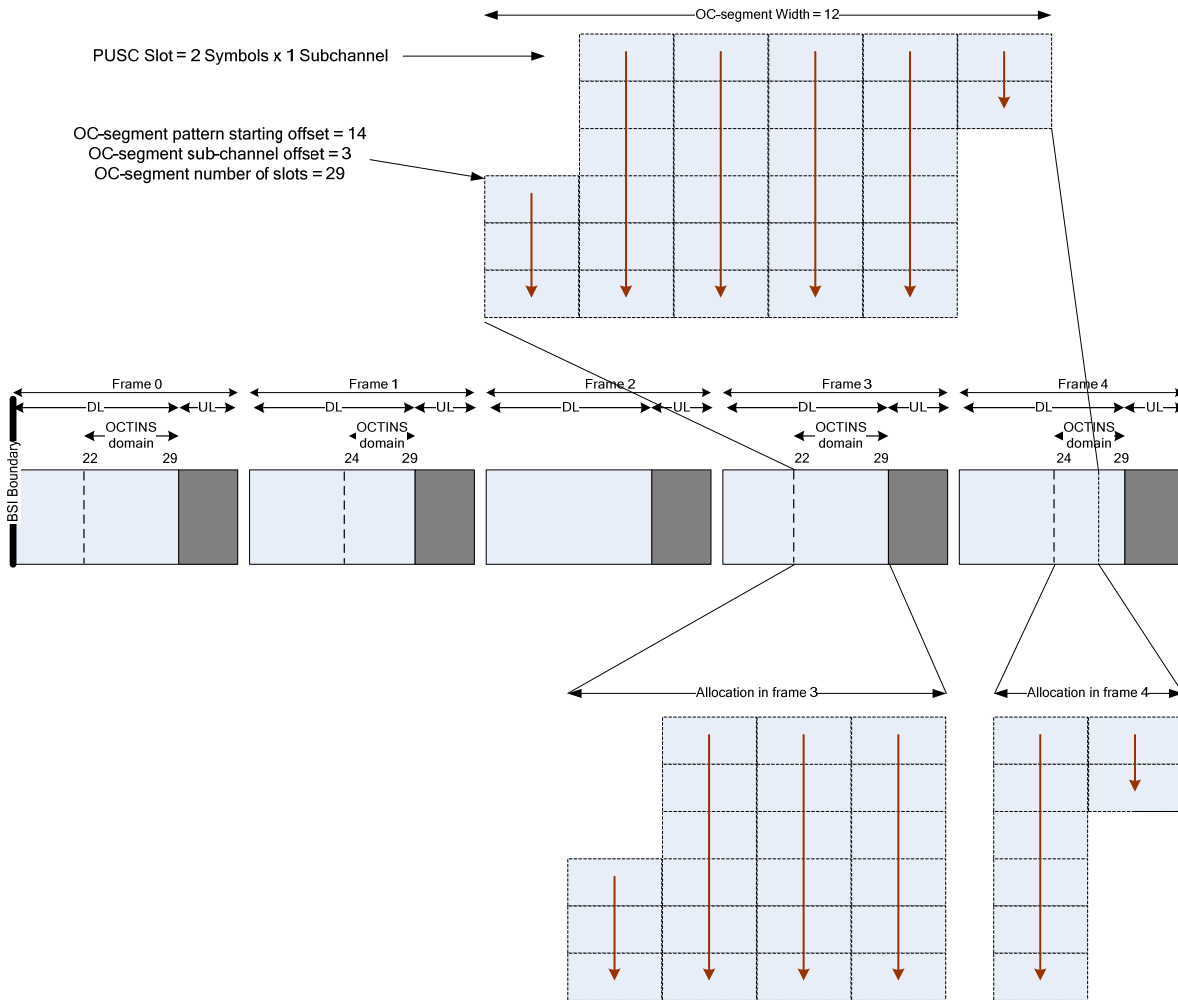 OC-segment Width = 12
PUSC Slot = 2 Symbols x 1 Subchannel
OC-segment pattern starting offset = 14
OC-segment sub-channel offset = 3
OC-segment number of slots = 29
Frame 0
Frame 1
Frame 2
Frame 3
Frame 4
DL
UL
DL
UL
DL
UL
DL
UL
DL
UL
OCTINS
domain
OCTINS
domain
OCTINS
domain
OCTINS
domain
22
29
24
29
22
29
24
29
BSI Boundary
Allocation in frame 3
Allocation in frame 4